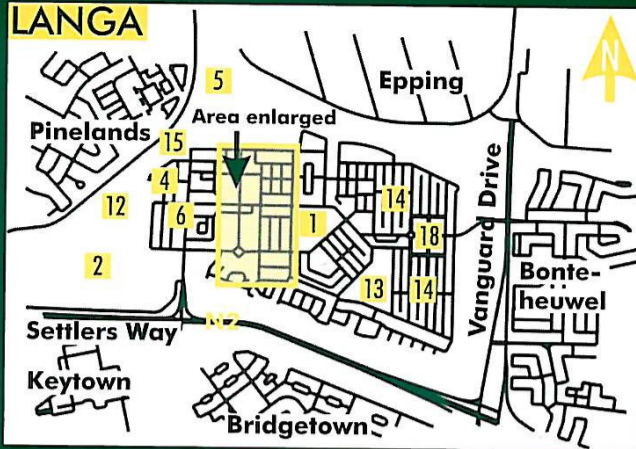 LANGA
N
5
Epping
Pinelands
Area enlarged
15
4
14
12
6
1
18
Vanguard Drive
2
13
14
Bonte-
heuwel
Settlers Way
N2
Keytown
Bridgetown